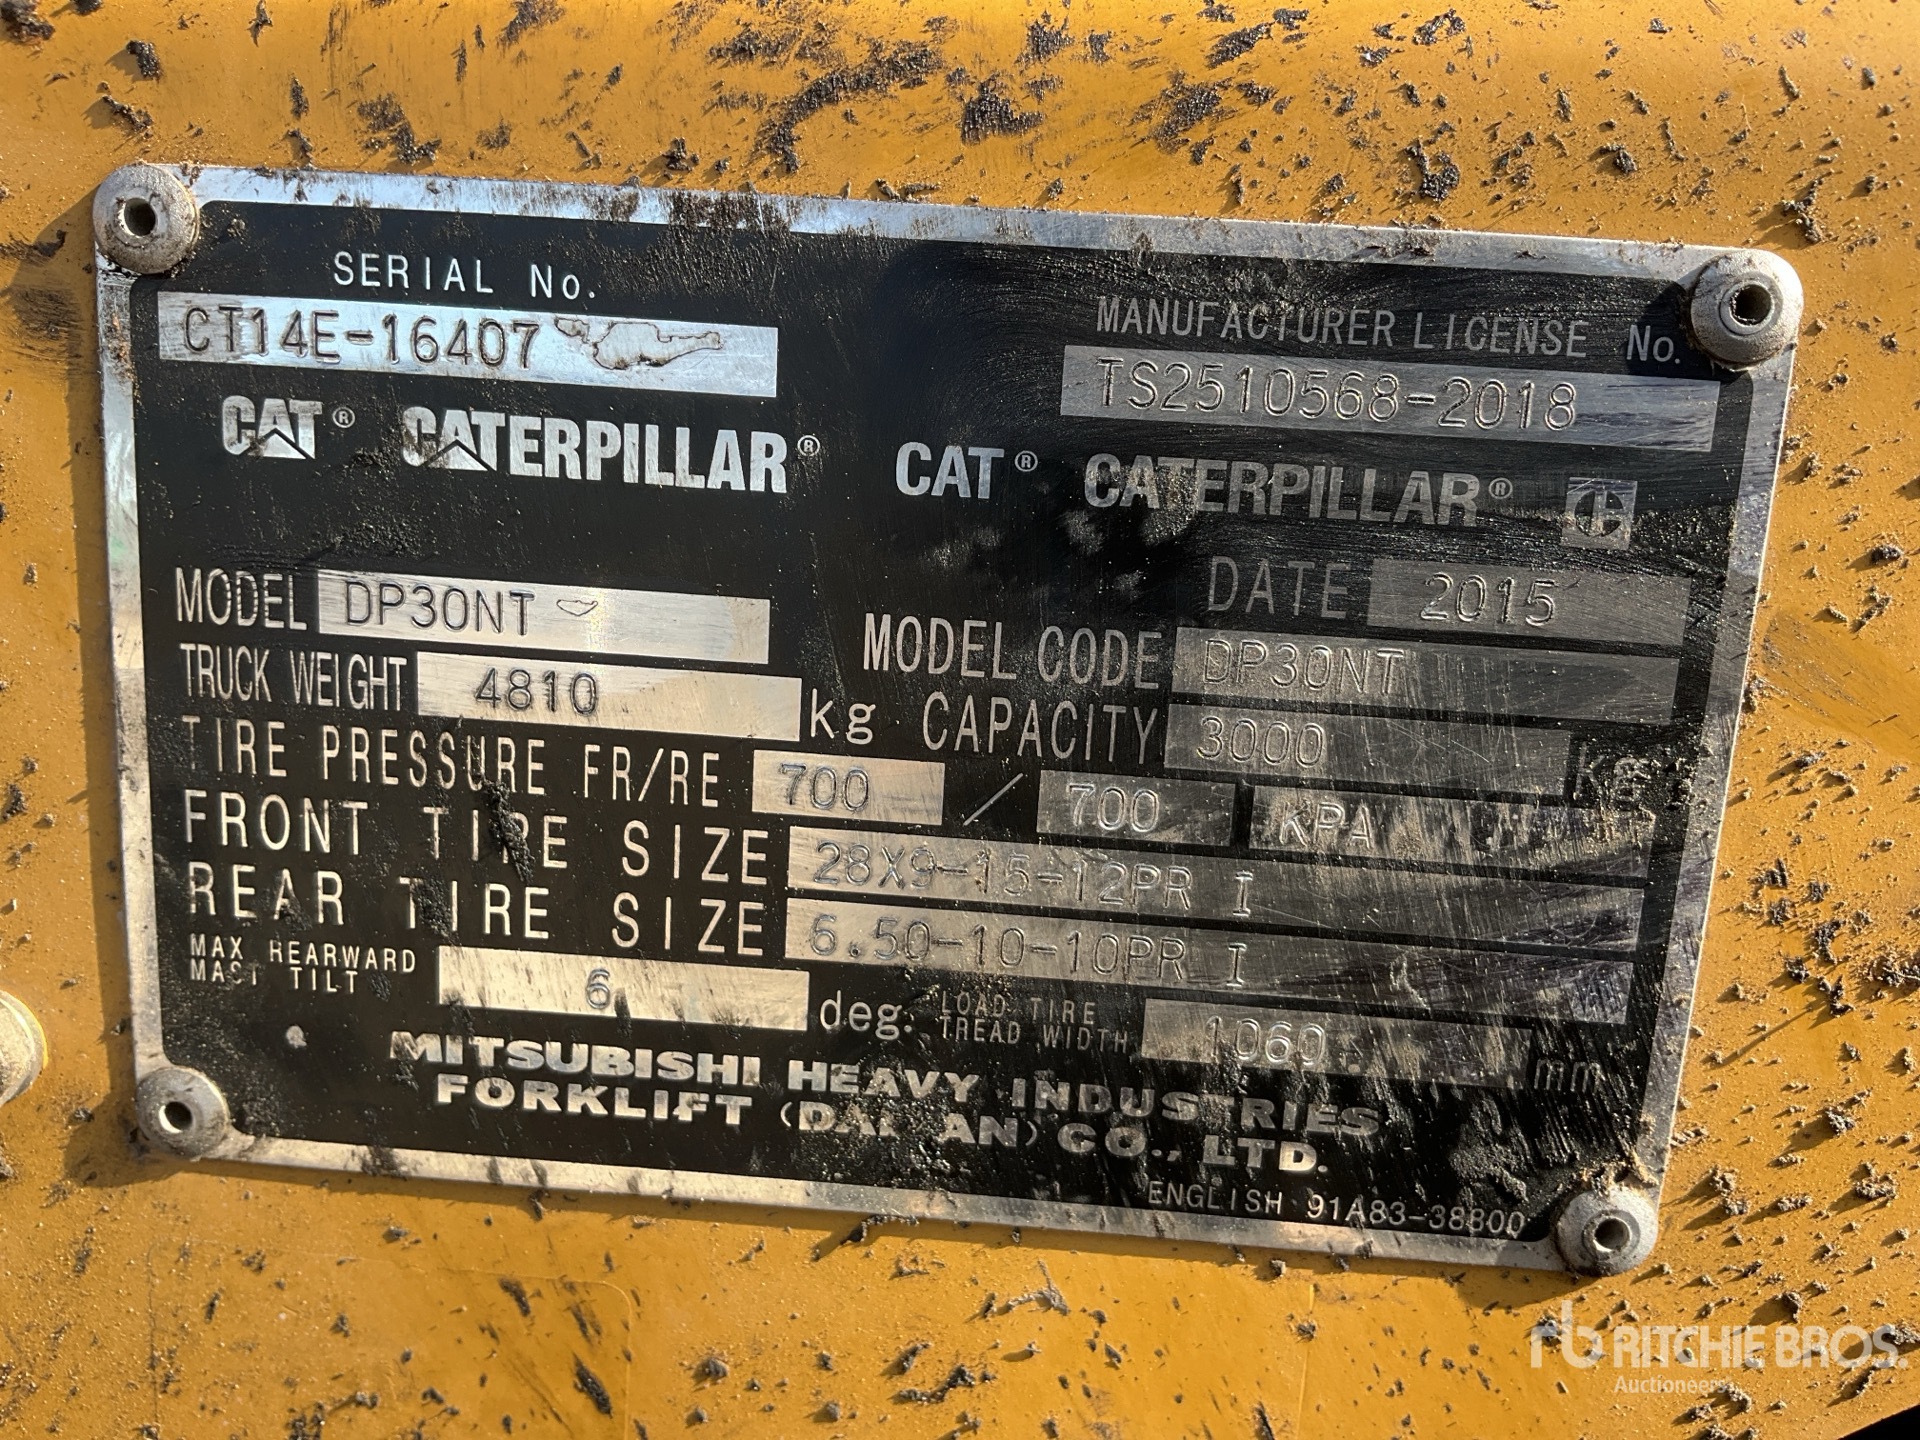 SERIAL No.
CT14E-16407
MANUFACTURER LICENSE No.
TS2510568-2018
CAT® CATERPILLAR® CAT® CATERPILLAR®
DATE 2015
MODEL DP30NT
MODEL CODE DP30NT
TRUCK WEIGHT 4810 kg
CAPACITY 3000 kg
TIRE PRESSURE FR/RE 700 / 700 KPA
FRONT TIRE SIZE 28X9-15-12PR I
REAR TIRE SIZE 6.50-10-10PR I
MAX REARWARD
MAST TILT 6 deg.
LOAD TIRE
TREAD WIDTH 1060 mm
MITSUBISHI HEAVY INDUSTRIES
FORKLIFT (DALIAN) CO., LTD.
ENGLISH 91A83-38800
rb RITCHIE BROS.
Auctioneers